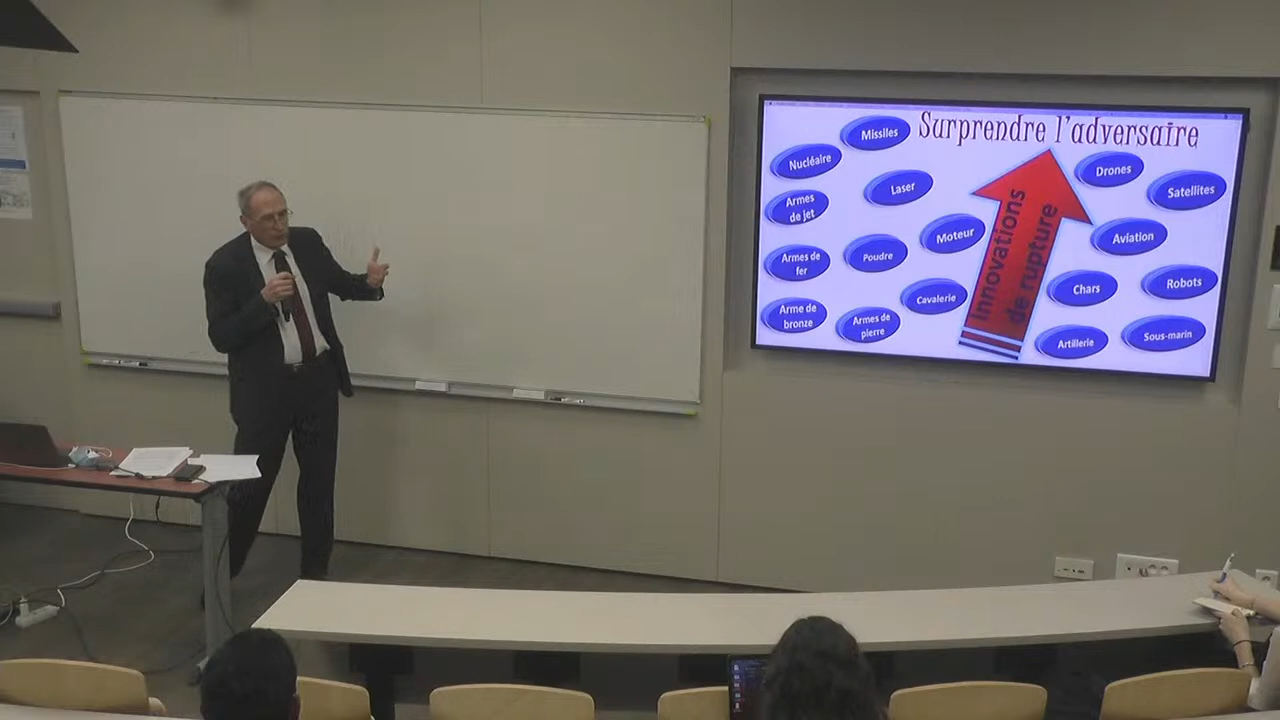 Surprendre l'adversaire
Missiles
Nucléaire
Drones
Laser
Satellites
Armes
de jet
Moteur
Aviation
Innovations
de rupture
Armes de
fer
Poudre
Chars
Robots
Cavalerie
Arme de
bronze
Armes de
pierre
Artillerie
Sous-marin